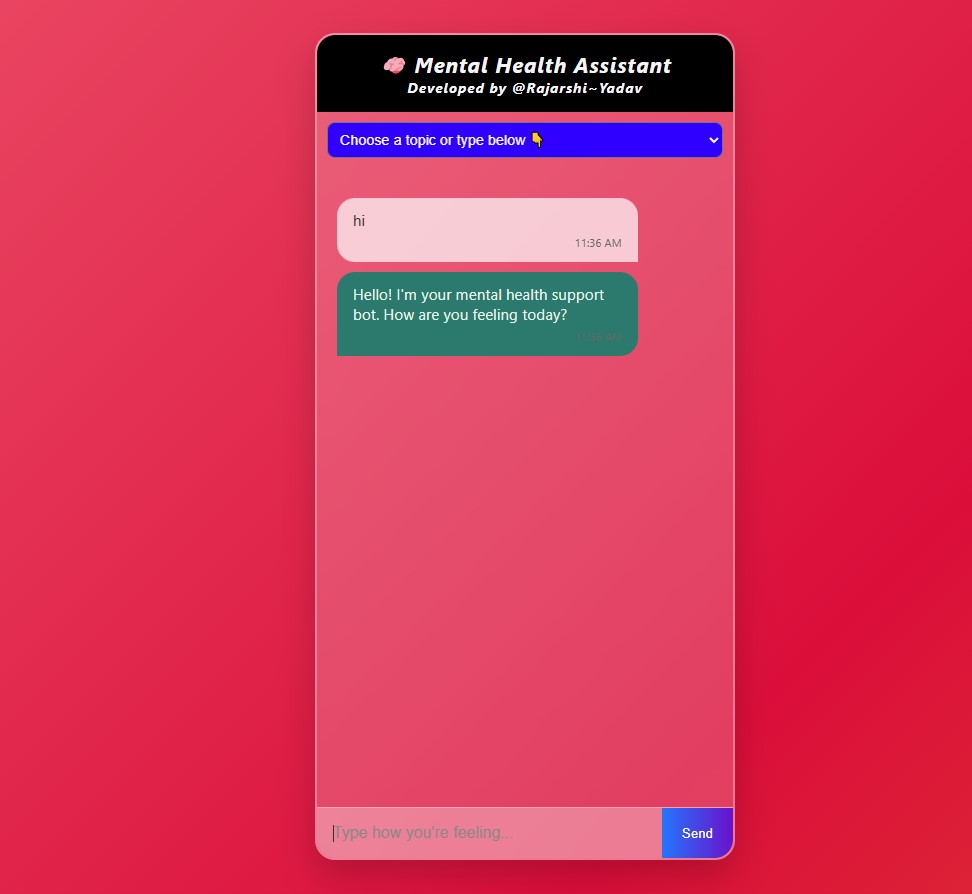 🧠 Mental Health Assistant
Developed by @Rajarshi~Yadav
Choose a topic or type below 👇
hi
11:36 AM
Hello! I'm your mental health support
bot. How are you feeling today?
11:36 AM
Type how you're feeling...
Send